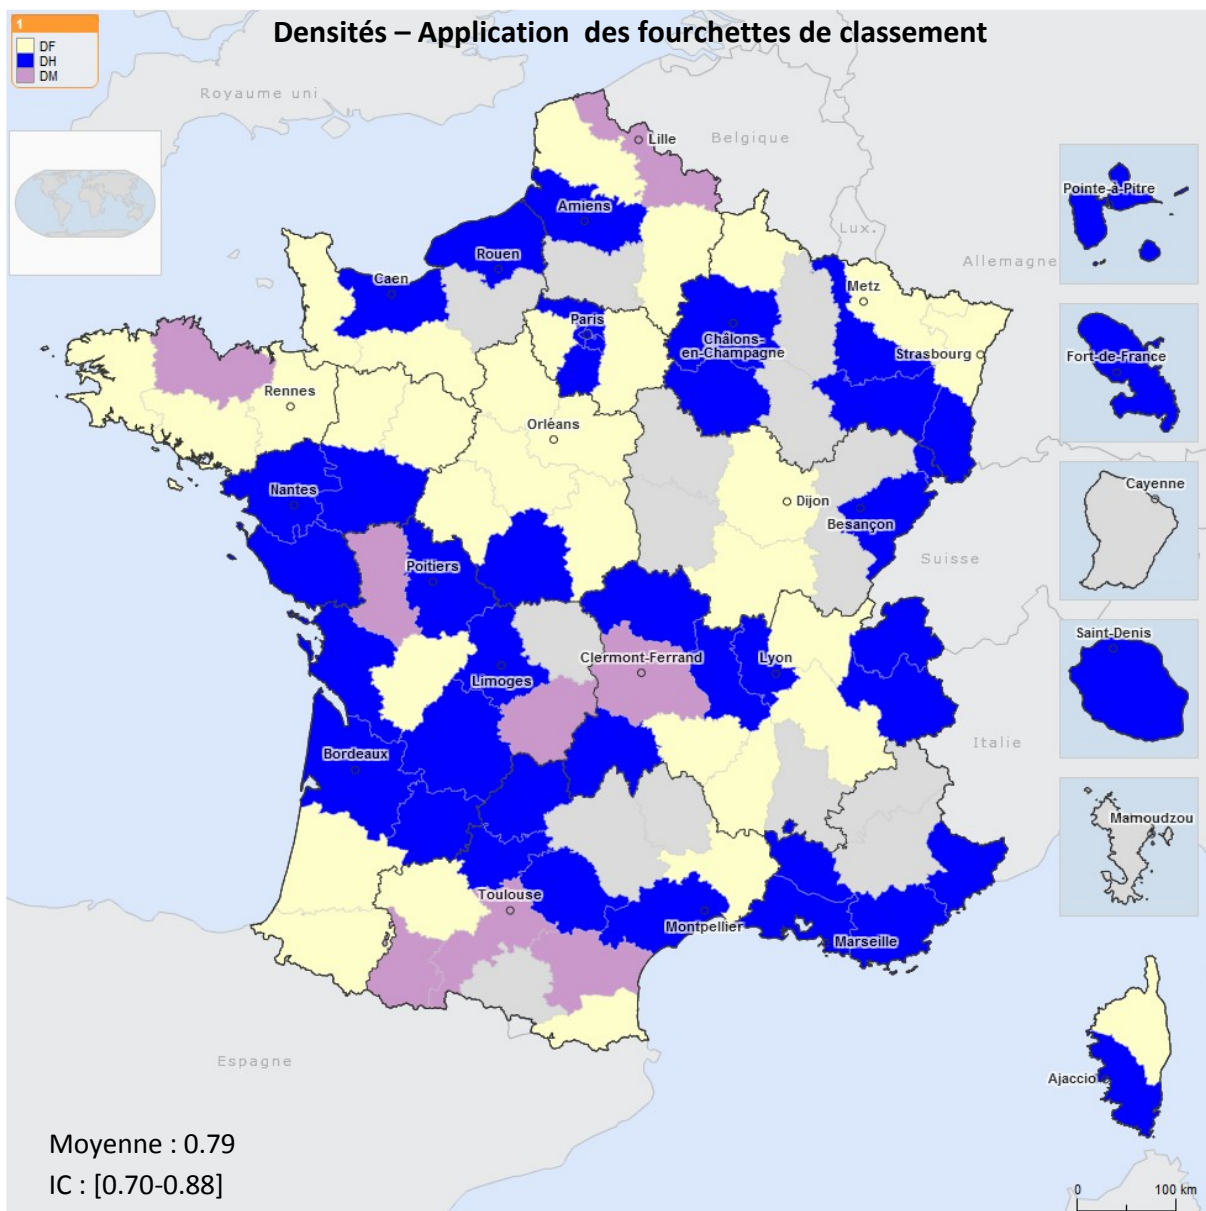 Densités – Application des fourchettes de classement
1
DF
DH
DM
Royaume uni
Belgique
Lille
Amiens
Lux.
Allemagne
Rouen
Caen
Metz
Paris
Châlons-
en-Champagne
Strasbourg
Rennes
Orléans
Nantes
Dijon
Besançon
Suisse
Poitiers
Clermont-Ferrand
Lyon
Limoges
Italie
Bordeaux
Toulouse
Montpellier
Marseille
Espagne
Ajaccio
Pointe-à-Pitre
Fort-de-France
Cayenne
Saint-Denis
Mamoudzou
Moyenne : 0.79
IC : [0.70-0.88]
0 100 km